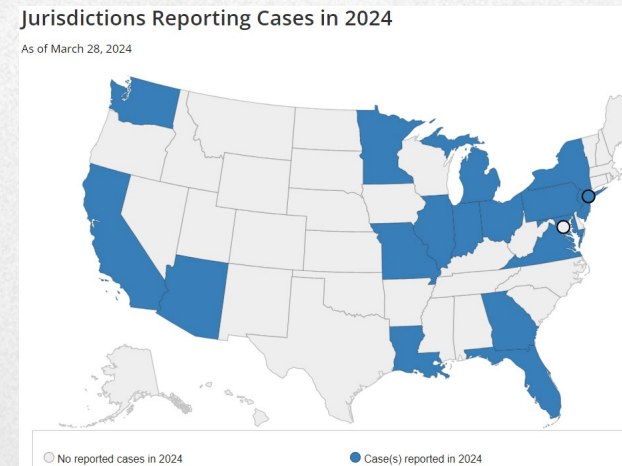 Jurisdictions Reporting Cases in 2024
As of March 28, 2024
No reported cases in 2024
Case(s) reported in 2024